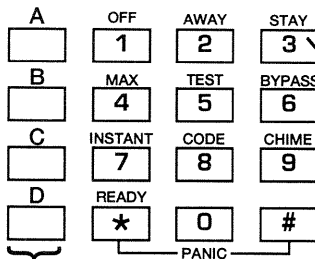 A OFF AWAY STAY
1 2 3
B MAX TEST BYPASS
4 5 6
C INSTANT CODE CHIME
7 8 9
D READY
* 0 #
PANIC